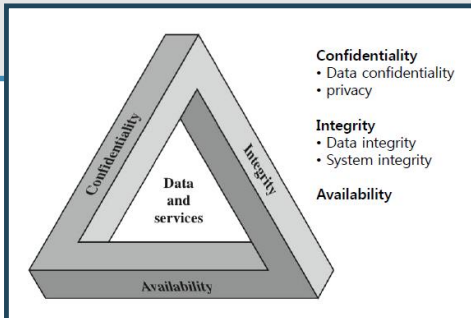 Confidentiality
Data
and
services
Integrity
Availability
Confidentiality
• Data confidentiality
• privacy
Integrity
• Data integrity
• System integrity
Availability